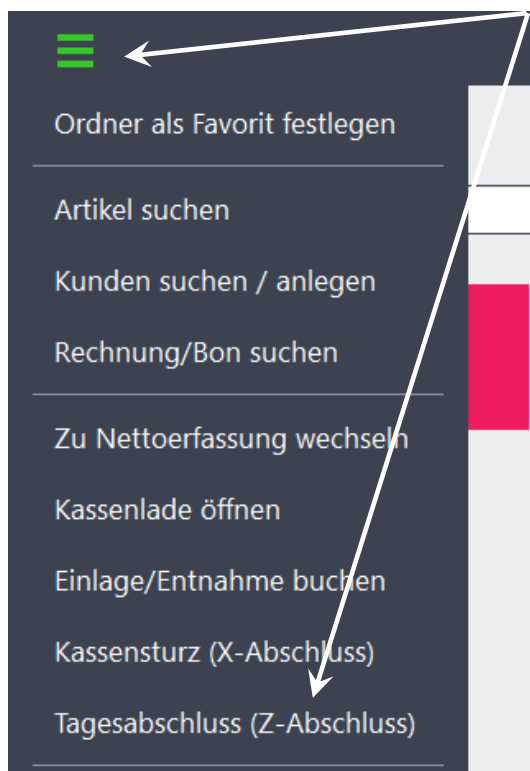 Ordner als Favorit festlegen
Artikel suchen
Kunden suchen / anlegen
Rechnung/Bon suchen
Zu Nettoerfassung wechseln
Kassenlade öffnen
Einlage/Entnahme buchen
Kassensturz (X-Abschluss)
Tagesabschluss (Z-Abschluss)